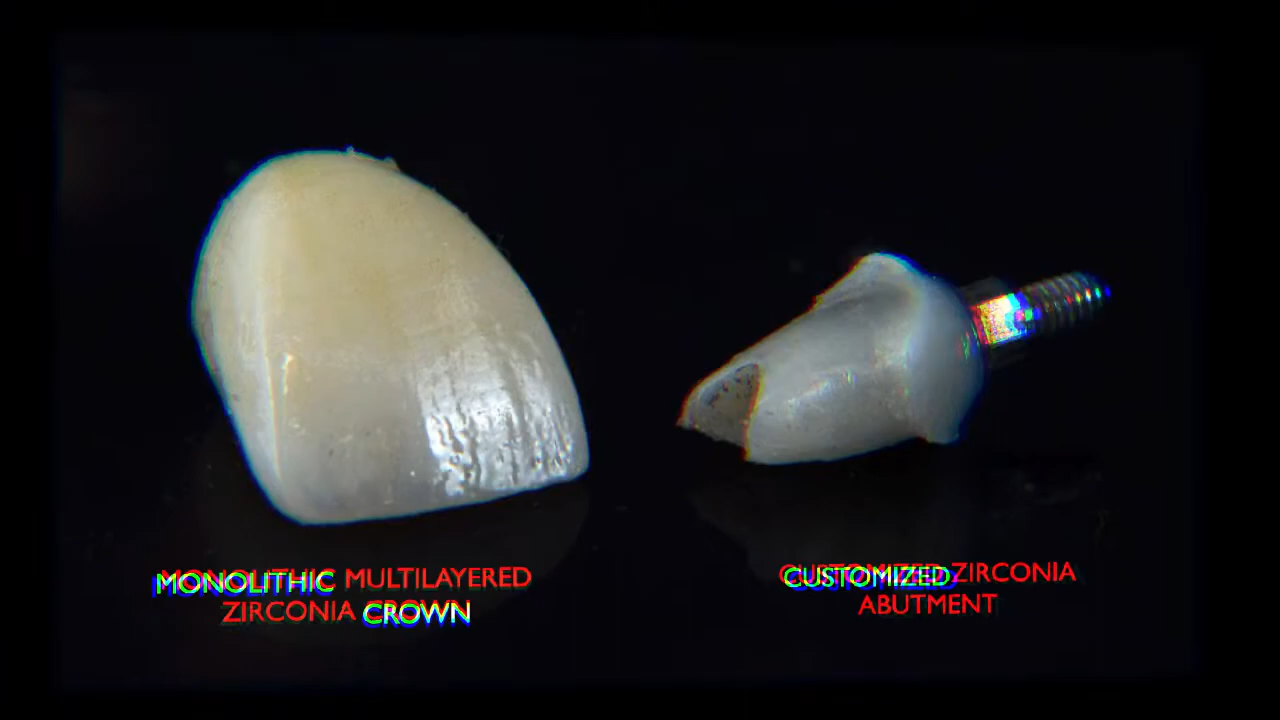 MONOLITHIC MULTILAYERED
ZIRCONIA CROWN
CUSTOMIZED ZIRCONIA
ABUTMENT